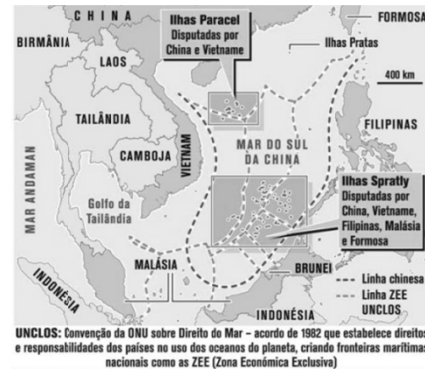 CHINA
FORMOSA
Ilhas Paracel
Disputadas por
China e Vietname
Ilhas Pratas
BIRMÂNIA
LAOS
400 km
TAILÂNDIA
VIETNAM
MAR DO SUL
DA CHINA
FILIPINAS
CAMBOJA
MAR ANDAMAN
Golfo da
Tailândia
Ilhas Spratly
Disputadas por
China, Vietname,
Filipinas, Malásia
e Formosa
MALÁSIA
BRUNEI
INDONÉSIA
INDONÉSIA
Linha chinesa
Linha ZEE
UNCLOS
UNCLOS: Convenção da ONU sobre Direito do Mar – acordo de 1982 que estabelece direitos
e responsabilidades dos países no uso dos oceanos do planeta, criando fronteiras marítimas
nacionais como as ZEE (Zona Económica Exclusiva)